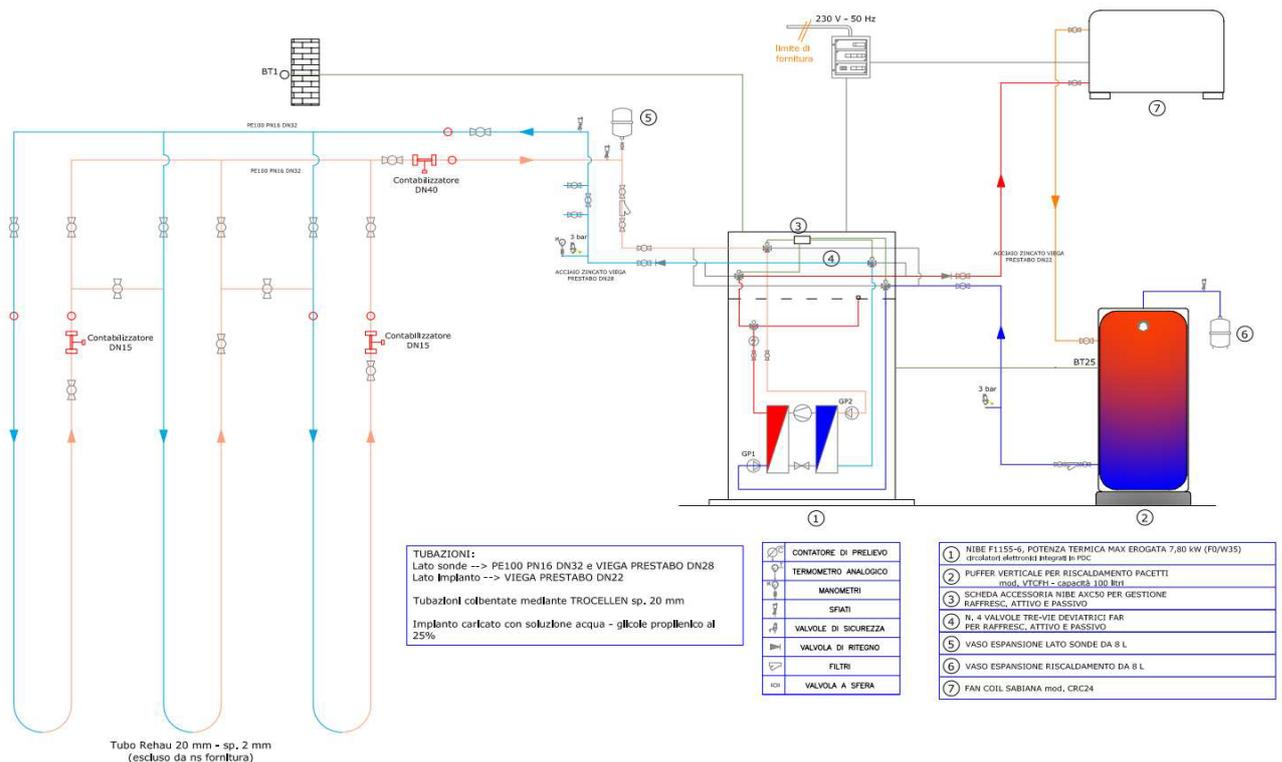 230 V - 50 Hz
limite di
fornitura
BT1
5
7
PE100 PN16 DN32
PE100 PN16 DN32
Contabilizzatore
DN40
3 bar
3
4
ACCIAIO ZINCATO VIEGA
PRESTABO DN28
ACCIAIO ZINCATO VIEGA
PRESTABO DN22
Contabilizzatore
DN15
Contabilizzatore
DN15
6
BT25
3 bar
GP2
GP1
1
2
TUBAZIONI:
Lato sonde --> PE100 PN16 DN32 e VIEGA PRESTABO DN28
Lato Impianto --> VIEGA PRESTABO DN22
Tubazioni coibentate mediante TROCELLEN sp. 20 mm
Impianto caricato con soluzione acqua - glicole propilenico al
25%
CONTATORE DI PRELIEVO
TERMOMETRO ANALOGICO
MANOMETRI
SFIATI
VALVOLE DI SICUREZZA
VALVOLA DI RITEGNO
FILTRI
VALVOLA A SFERA
1 NIBE F1155-6, POTENZA TERMICA MAX EROGATA 7,80 kW (F0/W35)
circolatori elettronici integrati in PDC
2 PUFFER VERTICALE PER RISCALDAMENTO PACETTI
mod. VTCFH - capacità 100 litri
3 SCHEDA ACCESSORIA NIBE AXC50 PER GESTIONE
RAFFRESC. ATTIVO E PASSIVO
4 N. 4 VALVOLE TRE-VIE DEVIATRICI FAR
PER RAFFRESC. ATTIVO E PASSIVO
5 VASO ESPANSIONE LATO SONDE DA 8 L
6 VASO ESPANSIONE RISCALDAMENTO DA 8 L
7 FAN COIL SABIANA mod. CRC24
Tubo Rehau 20 mm - sp. 2 mm
(escluso da ns fornitura)